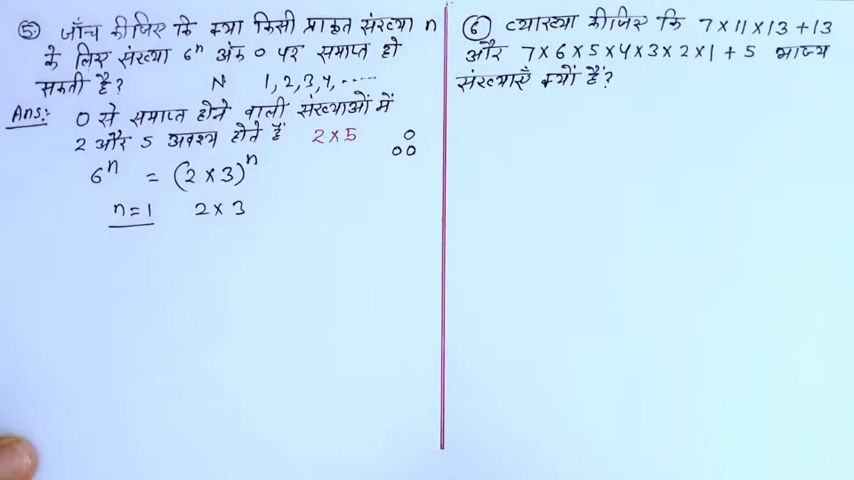 ⑤ जाँच कीजिए कि क्या किसी प्राकृत संख्या n
के लिए संख्या 6ⁿ अंक 0 पर समाप्त हो
सकती है?   N   1, 2, 3, 4, ......
Ans:- 0 से समाप्त होने वाली संख्याओं में
2 और 5 अवश्य होते हैं   2 × 5   0
00
6ⁿ = (2 × 3)ⁿ
n = 1   2 × 3
⑥ व्याख्या कीजिए कि 7 × 11 × 13 + 13
और 7 × 6 × 5 × 4 × 3 × 2 × 1 + 5 भाज्य
संख्याएँ क्यों हैं?